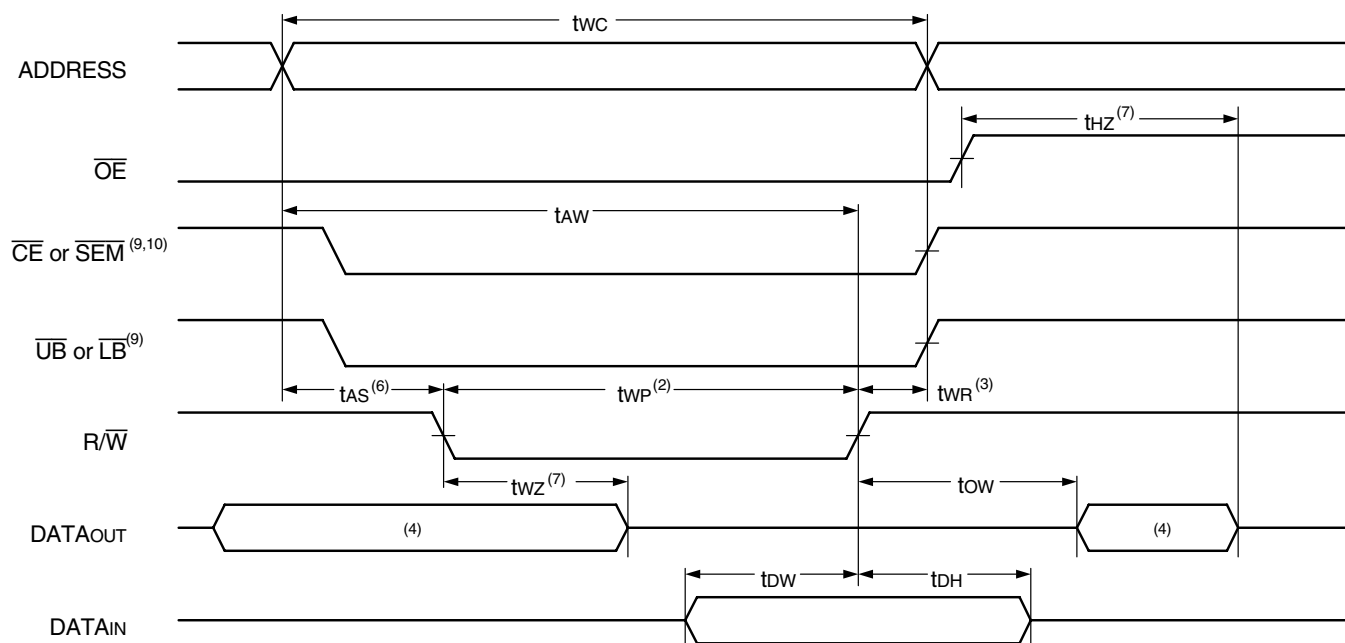 tWC
ADDRESS
tHZ(7)
OE
tAW
CE or SEM(9,10)
UB or LB(9)
tAS(6) tWP(2) tWR(3)
R/W
tWZ(7) tOW
DATAOUT (4) (4)
tDW tDH
DATAIN